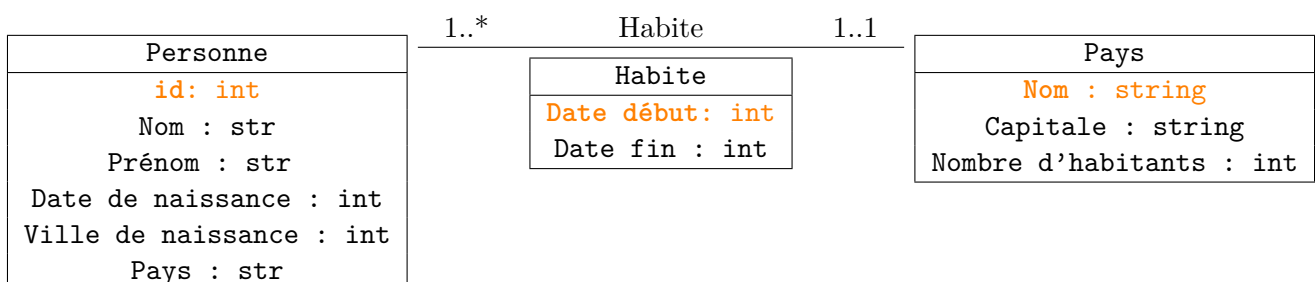 1..* Habite 1..1
Personne
id: int
Nom : str
Prénom : str
Date de naissance : int
Ville de naissance : int
Pays : str
Habite
Date début: int
Date fin : int
Pays
Nom : string
Capitale : string
Nombre d'habitants : int